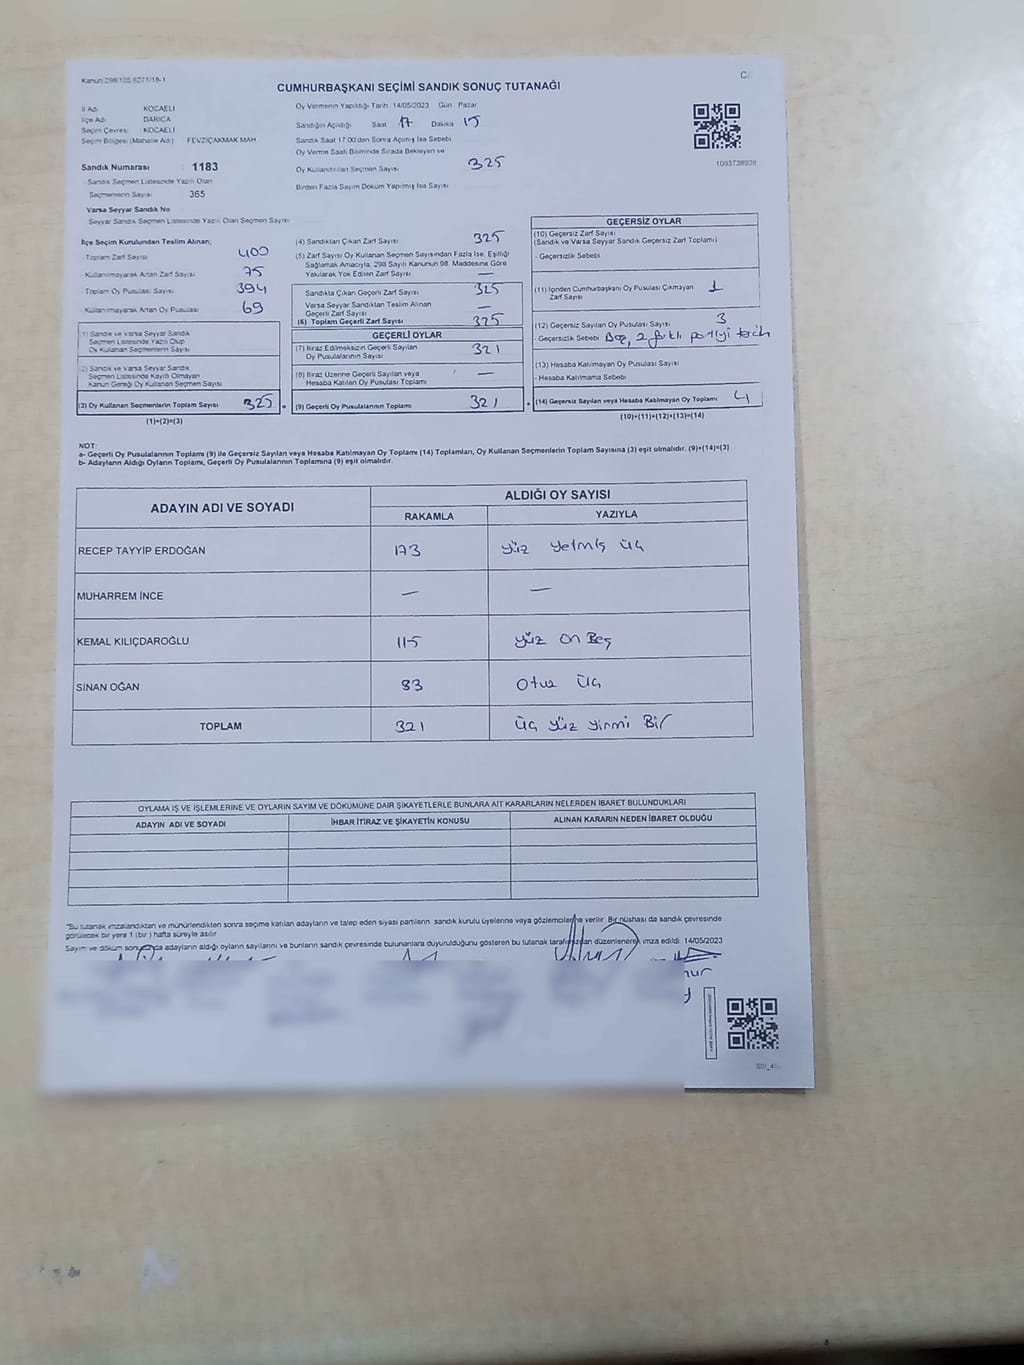 Kanun 298/105 6271/18-1
CUMHURBAŞKANI SEÇİMİ SANDIK SONUÇ TUTANAĞI
İl Adı: KOCAELİ
İlçe Adı: DARICA
Seçim Çevresi: KOCAELİ
Seçim Bölgesi (Mahalle Adı): FEVZİÇAKMAK MAH
Sandık Numarası 1183
Sandık Seçmen Listesinde Yazılı Olan
Seçmenlerin Sayısı 365
Varsa Seyyar Sandık No
Seyyar Sandık Seçmen Listesinde Yazılı Olan Seçmen Sayısı
Oy Vermenin Yapıldığı Tarih 14/05/2023 Gün Pazar
Sandığın Açıldığı Saat 17 Dakika 15
Sandık Saat 17.00'den Sonra Açılmış İse Sebebi
Oy Verme Saati Bitiminde Sırada Bekleyen ve
Oy Kullandırılan Seçmen Sayısı 325
Birden Fazla Sayım Döküm Yapılmış İse Sayısı
1093738938
İlçe Seçim Kurulundan Teslim Alınan;
Toplam Zarf Sayısı 400
Kullanılmayarak Artan Zarf Sayısı 75
Toplam Oy Pusulası Sayısı 394
Kullanılmayarak Artan Oy Pusulası 69
(1) Sandık ve Varsa Seyyar Sandık
Seçmen Listesinde Yazılı Olup
Oy Kullanan Seçmenlerin Sayısı
(2) Sandık ve Varsa Seyyar Sandık
Seçmen Listesinde Kayıtlı Olmayan
Kanun Gereği Oy Kullanan Seçmen Sayısı
(3) Oy Kullanan Seçmenlerin Toplam Sayısı 325
(1)+(2)=(3)
(4) Sandıktan Çıkan Zarf Sayısı 325
(5) Zarf Sayısı Oy Kullanan Seçmen Sayısından Fazla İse, Eşitliği
Sağlamak Amacıyla, 298 Sayılı Kanunun 98. Maddesine Göre
Yakılarak Yok Edilen Zarf Sayısı —
Sandıkta Çıkan Geçerli Zarf Sayısı 325
Varsa Seyyar Sandıktan Teslim Alınan
Geçerli Zarf Sayısı —
(6) Toplam Geçerli Zarf Sayısı 325
GEÇERLİ OYLAR
(7) İtiraz Edilmeksizin Geçerli Sayılan
Oy Pusulalarının Sayısı 321
(8) İtiraz Üzerine Geçerli Sayılan veya
Hesaba Katılan Oy Pusulası Toplamı —
(9) Geçerli Oy Pusulalarının Toplamı 321
GEÇERSİZ OYLAR
(10) Geçersiz Zarf Sayısı
(Sandık ve Varsa Seyyar Sandık Geçersiz Zarf Toplamı)
- Geçersizlik Sebebi
(11) İçinden Cumhurbaşkanı Oy Pusulası Çıkmayan 1
Zarf Sayısı
(12) Geçersiz Sayılan Oy Pusulası Sayısı 3
- Geçersizlik Sebebi Boş, 2 farklı partiyi tercih
(13) Hesaba Katılmayan Oy Pusulası Sayısı
- Hesaba Katılmama Sebebi
(14) Geçersiz Sayılan veya Hesaba Katılmayan Oy Toplamı 4
(10)+(11)+(12)+(13)=(14)
NOT:
a- Geçerli Oy Pusulalarının Toplamı (9) ile Geçersiz Sayılan veya Hesaba Katılmayan Oy Toplamı (14) Toplamları, Oy Kullanan Seçmenlerin Toplam Sayısına (3) eşit olmalıdır. (9)+(14)=(3)
b- Adayların Aldığı Oyların Toplamı, Geçerli Oy Pusulalarının Toplamına (9) eşit olmalıdır.
ADAYIN ADI VE SOYADI
ALDIĞI OY SAYISI
RAKAMLA YAZIYLA
RECEP TAYYİP ERDOĞAN 173 yüz yetmiş üç
MUHARREM İNCE — —
KEMAL KILIÇDAROĞLU 115 yüz on Beş
SİNAN OĞAN 33 Otuz üç
TOPLAM 321 üç yüz yirmi Bir
OYLAMA İŞ VE İŞLEMLERİNE VE OYLARIN SAYIM VE DÖKÜMÜNE DAİR ŞİKAYETLERLE BUNLARA AİT KARARLARIN NELERDEN İBARET BULUNDUKLARI
ADAYIN ADI VE SOYADI İHBAR İTİRAZ VE ŞİKAYETİN KONUSU ALINAN KARARIN NEDEN İBARET OLDUĞU
"Bu tutanak imzalandıktan ve mühürlendikten sonra seçime katılan adayların ve talep eden siyasi partilerin sandık kurulu üyelerine veya gözlemcilerine verilir. Bir nüshası da sandık çevresinde
görülecek bir yere 1 (bir) hafta süreyle asılır.
Sayım ve döküm sonucunda adayların aldığı oyların sayılarını ve bunların sandık çevresinde bulunanlara duyurulduğunu gösteren bu tutanak tarafımızdan düzenlenerek imza edildi. 14/05/2023